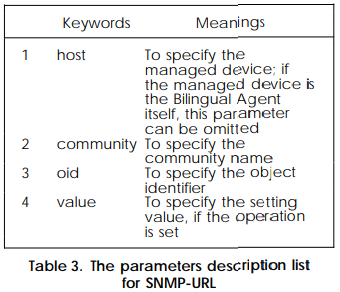 Keywords Meanings
1 host To specify the
managed device; if
the managed device is
the Bilingual Agent
itself, this parameter
can be omitted
2 community To specify the
community name
3 oid To specify the object
identifier
4 value To specify the setting
value, if the operation
is set
Table 3. The parameters description list
for SNMP-URL